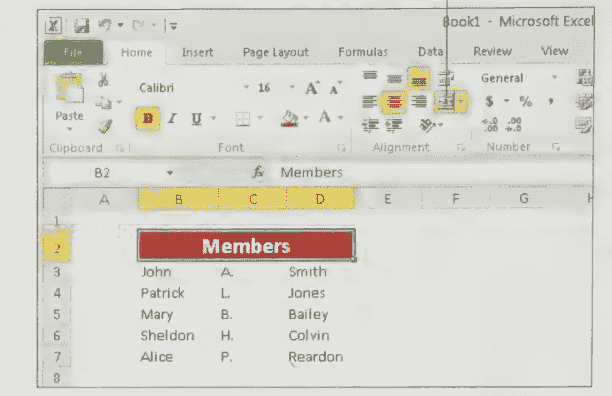 Book1 - Microsoft Excel
File Home Insert Page Layout Formulas Data Review View
Calibri 16 A A General
Paste B I U A $ % ,
Clipboard Font Alignment Number
B2 fx Members
A B C D E F G H
1
2 Members
3 John A. Smith
4 Patrick L. Jones
5 Mary B. Bailey
6 Sheldon H. Colvin
7 Alice P. Reardon
8